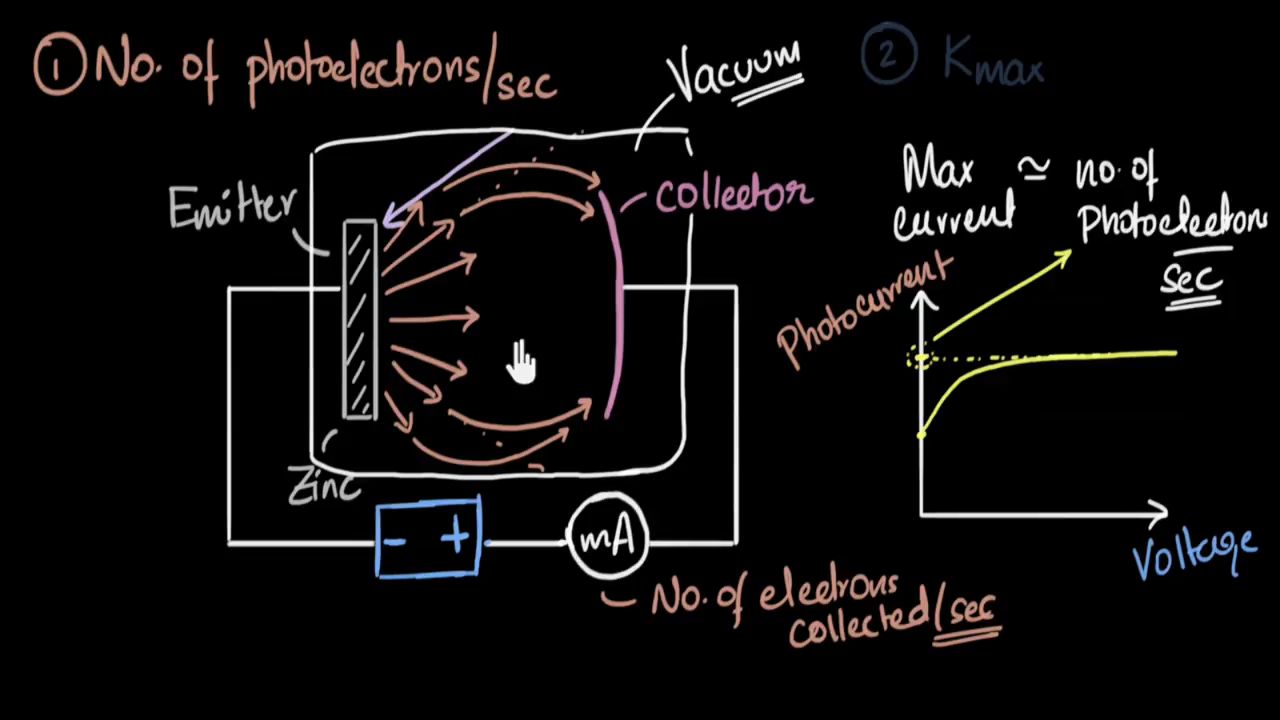 ① No. of photoelectrons/sec
Vacuum
② Kmax
Emitter
collector
Max current ≃ no. of Photoelectrons
sec
Photocurrent
Zinc
- +
mA
Voltage
No. of electrons
collected/sec